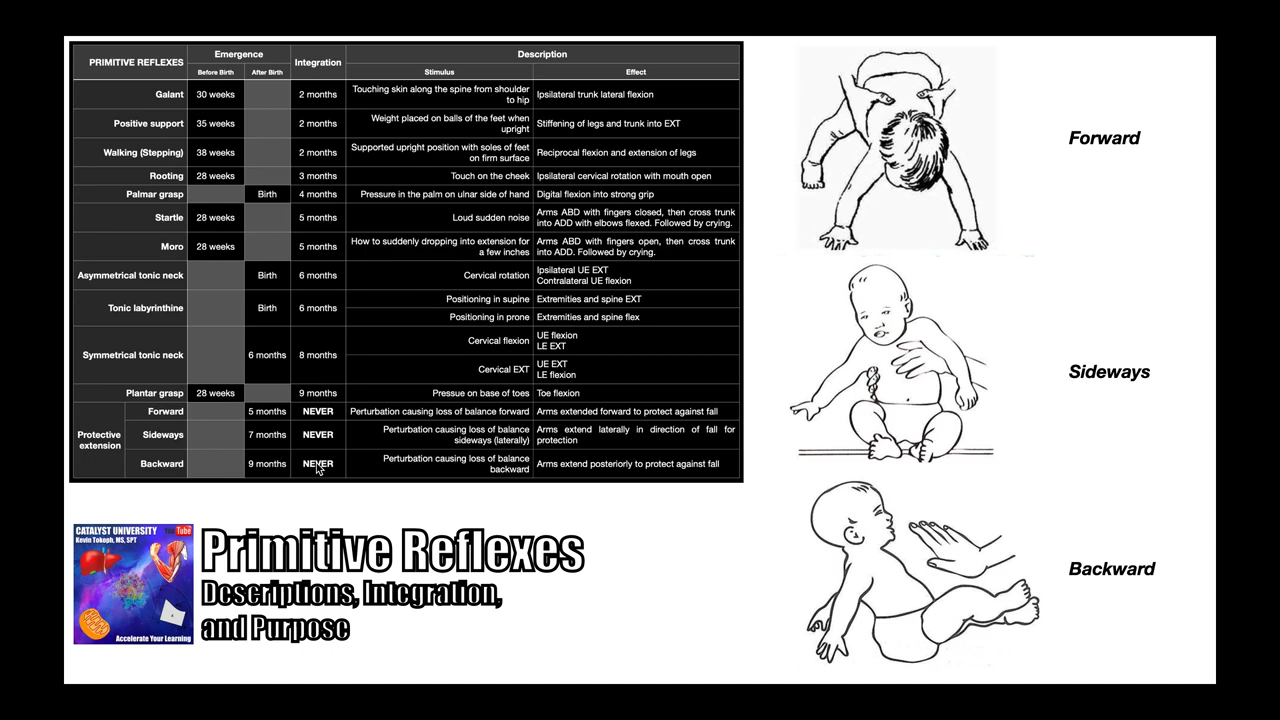 PRIMITIVE REFLEXES
Emergence
Integration
Description
Before Birth
After Birth
Stimulus
Effect
Galant
30 weeks
2 months
Touching skin along the spine from shoulder
to hip
Ipsilateral trunk lateral flexion
Positive support
35 weeks
2 months
Weight placed on balls of the feet when
upright
Stiffening of legs and trunk into EXT
Walking (Stepping)
38 weeks
2 months
Supported upright position with soles of feet
on firm surface
Reciprocal flexion and extension of legs
Rooting
28 weeks
3 months
Touch on the cheek
Ipsilateral cervical rotation with mouth open
Palmar grasp
Birth
4 months
Pressure in the palm on ulnar side of hand
Digital flexion into strong grip
Startle
28 weeks
5 months
Loud sudden noise
Arms ABD with fingers closed, then cross trunk
into ADD with elbows flexed. Followed by crying.
Moro
28 weeks
5 months
How to suddenly dropping into extension for
a few inches
Arms ABD with fingers open, then cross trunk
into ADD. Followed by crying.
Asymmetrical tonic neck
Birth
6 months
Cervical rotation
Ipsilateral UE EXT
Contralateral UE flexion
Tonic labyrinthine
Birth
6 months
Positioning in supine
Extremities and spine EXT
Positioning in prone
Extremities and spine flex
Symmetrical tonic neck
6 months
8 months
Cervical flexion
UE flexion
LE EXT
Cervical EXT
UE EXT
LE flexion
Plantar grasp
28 weeks
9 months
Pressue on base of toes
Toe flexion
Protective
extension
Forward
5 months
NEVER
Perturbation causing loss of balance forward
Arms extended forward to protect against fall
Sideways
7 months
NEVER
Perturbation causing loss of balance
sideways (laterally)
Arms extend laterally in direction of fall for
protection
Backward
9 months
NEVER
Perturbation causing loss of balance
backward
Arms extend posteriorly to protect against fall
Forward
Sideways
Backward
CATALYST UNIVERSITY
YouTube
Kevin Tokoph, MS, SPT
Accelerate Your Learning
Primitive Reflexes
Descriptions, Integration,
and Purpose